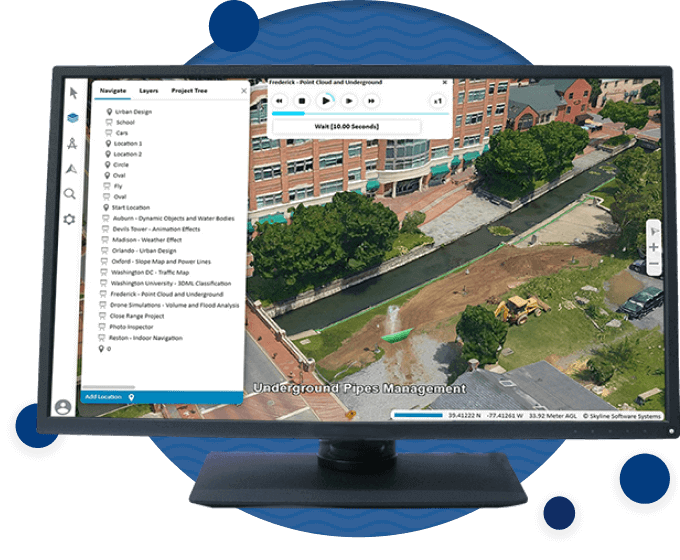 Navigate Layers Project Tree
Urban Design
School
Cars
Location 1
Location 2
Circle
Oval
Fly
Oval
Start Location
Auburn - Dynamic Objects and Water Bodies
Devils Tower - Animation Effects
Madison - Weather Effect
Orlando - Urban Design
Oxford - Slope Map and Power Lines
Washington DC - Traffic Map
Washington University - 3DML Classification
Frederick - Point Cloud and Underground
Drone Simulations - Volume and Flood Analysis
Close Range Project
Photo Inspector
Reston - Indoor Navigation
0
Add Location
Frederick - Point Cloud and Underground
x1
Wait [10.00 Seconds]
Underground Pipes Management
39.41222 N -77.41261 W 33.92 Meter AGL © Skyline Software Systems